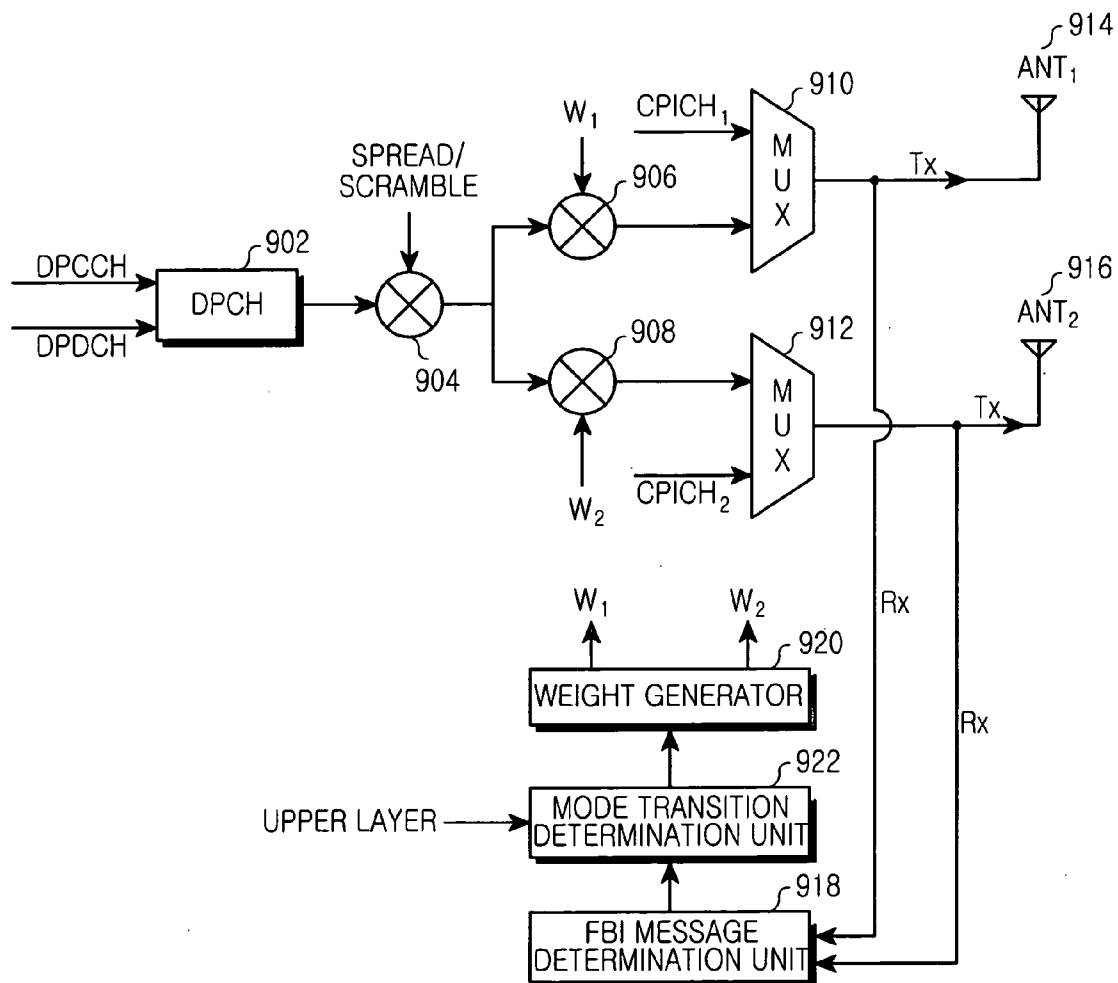 914
ANT₁
910
CPICH₁
W₁
MUX
SPREAD/
SCRAMBLE
906
Tx
902
916
DPCCH
DPCH
ANT₂
908
912
DPDCH
904
MUX
Tx
CPICH₂
W₂
W₁
W₂
Rx
920
WEIGHT GENERATOR
Rx
922
UPPER LAYER
MODE TRANSITION
DETERMINATION UNIT
918
FBI MESSAGE
DETERMINATION UNIT